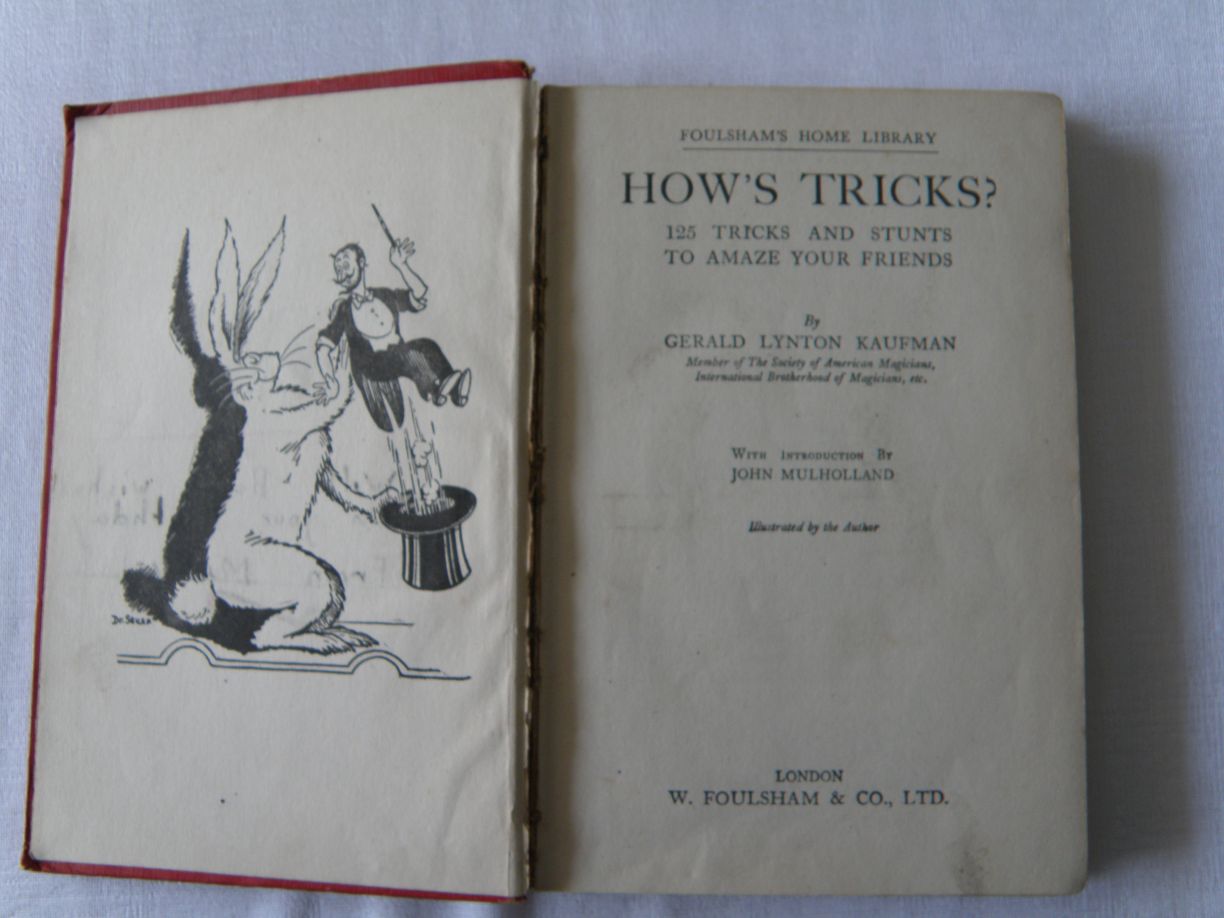 Dr. Seuss
FOULSHAM'S HOME LIBRARY
HOW'S TRICKS?
125 TRICKS AND STUNTS
TO AMAZE YOUR FRIENDS
By
GERALD LYNTON KAUFMAN
Member of The Society of American Magicians,
International Brotherhood of Magicians, etc.
WITH INTRODUCTION BY
JOHN MULHOLLAND
Illustrated by the Author
LONDON
W. FOULSHAM & CO., LTD.